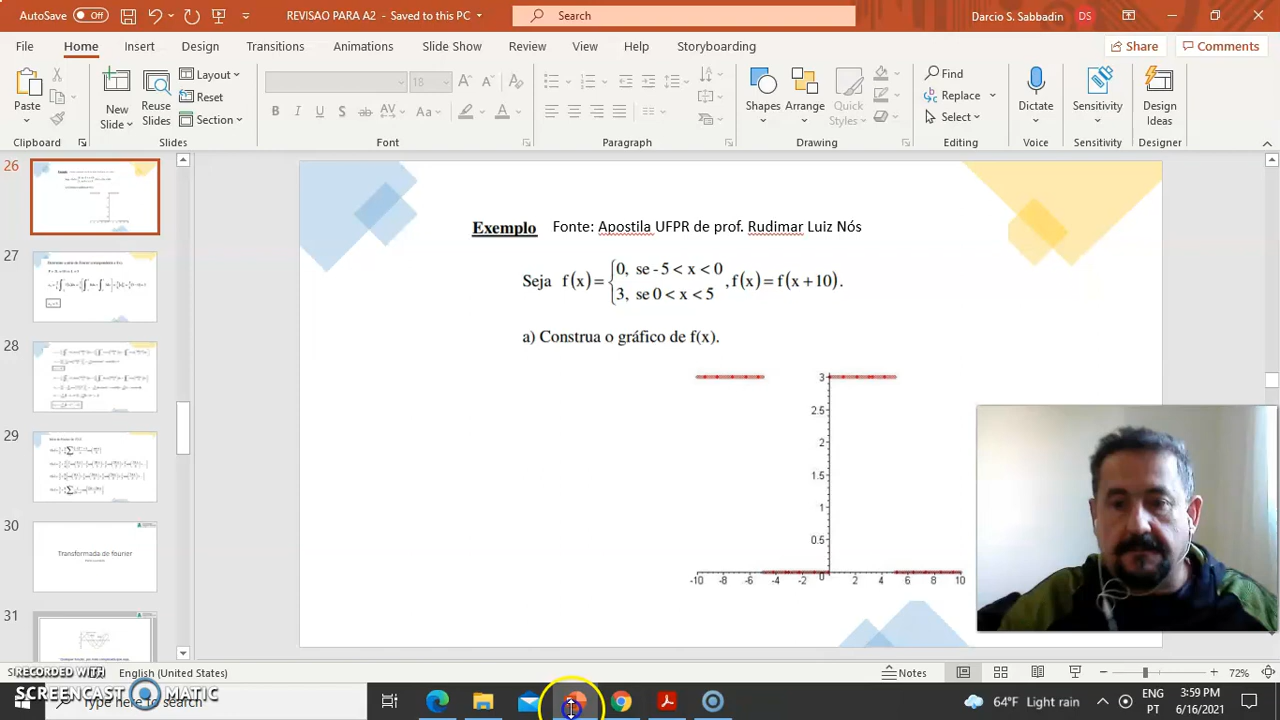 AutoSave Off REVISAO PARA A2 - Saved to this PC Search Darcio S. Sabbadin DS
File Home Insert Design Transitions Animations Slide Show Review View Help Storyboarding Share Comments
Paste New Slide Reuse Slides Layout Reset Section 18 Shapes Arrange Quick Styles Find Replace Select Dictate Sensitivity Design Ideas
Clipboard Slides Font Paragraph Drawing Editing Voice Sensitivity Designer
26
27
28
29
30
Transformada de fourier
31
Exemplo Fonte: Apostila UFPR de prof. Rudimar Luiz Nós
Seja f(x)={0, se -5 < x < 0
3, se 0 < x < 5 , f(x) = f(x +10).
a) Construa o gráfico de f(x).
3
2.5
2
1.5
1
0.5
-10 -8 -6 -4 -2 0 2 4 6 8 10
English (United States) Notes 72%
RECORDED WITH
SCREENCAST MATIC
Type here to search
64°F Light rain ENG PT 3:59 PM 6/16/2021